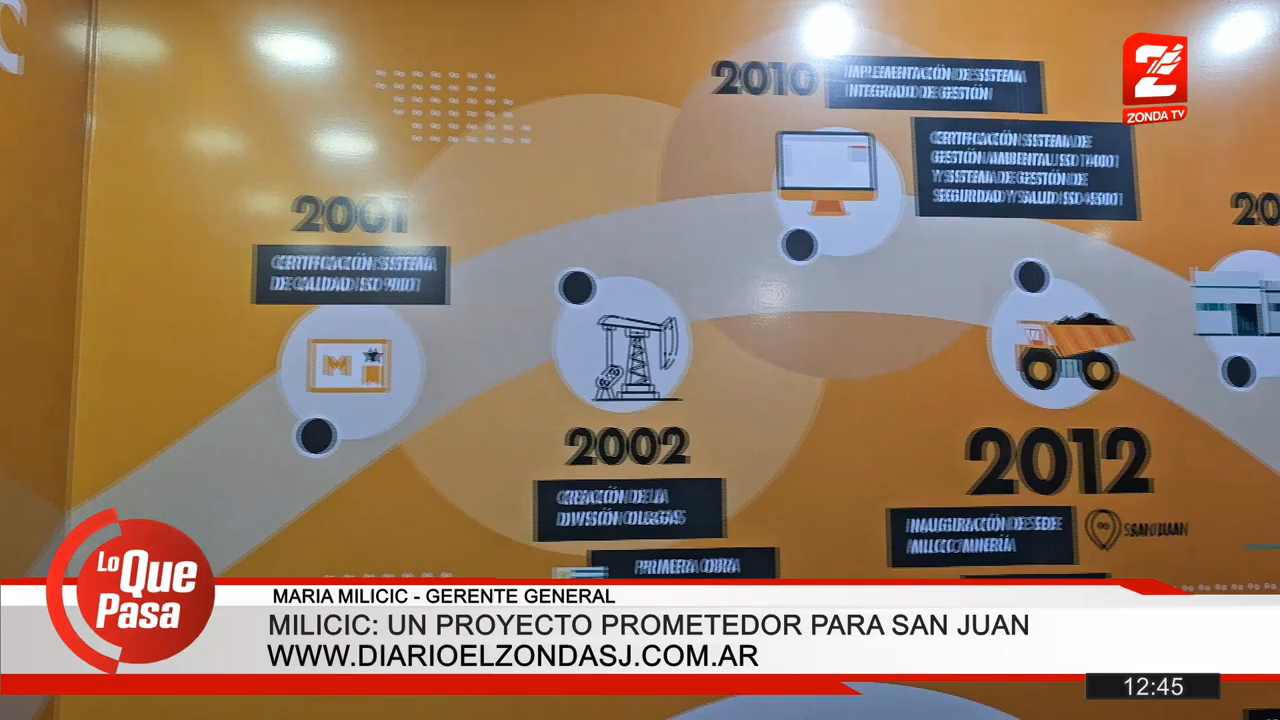 2001
CERTIFICACIÓN SISTEMA
DE CALIDAD ISO 9001
M
2002
CREACIÓN DE LA
DIVISIÓN OIL&GAS
PRIMERA OBRA
2010
IMPLEMENTACIÓN DE SISTEMA
INTEGRADO DE GESTIÓN
CERTIFICACIÓN SISTEMA DE
GESTIÓN AMBIENTAL ISO 14001
Y SISTEMA DE GESTIÓN DE
SEGURIDAD Y SALUD ISO 45001
2012
INAUGURACIÓN DE SEDE
MILICIC MINERÍA
SAN JUAN
20
Z
ZONDA TV
Lo Que
Pasa
MARIA MILICIC - GERENTE GENERAL
MILICIC: UN PROYECTO PROMETEDOR PARA SAN JUAN
WWW.DIARIOELZONDASJ.COM.AR
12:45